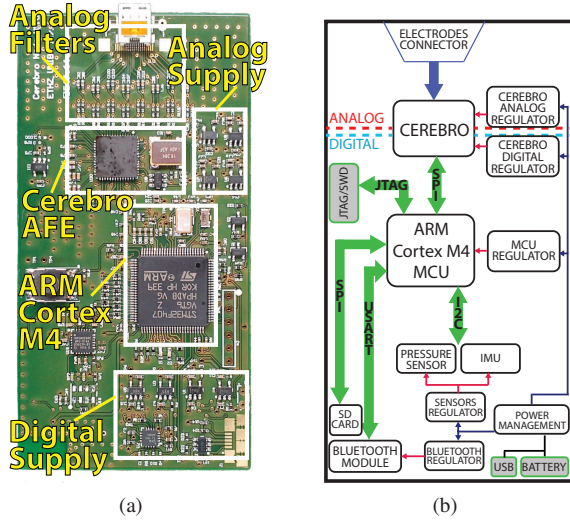 Analog
Filters
Analog
Supply
Cerebro
AFE
ARM
Cortex
M4
Digital
Supply
ARM
STM32F407
(a)
ELECTRODES
CONNECTOR
CEREBRO
ANALOG
REGULATOR
ANALOG
DIGITAL
CEREBRO
CEREBRO
DIGITAL
REGULATOR
JTAG/SWD
JTAG
SPI
ARM
Cortex M4
MCU
MCU
REGULATOR
SPI
USART
I2C
PRESSURE
SENSOR
IMU
SENSORS
REGULATOR
SD
CARD
POWER
MANAGEMENT
BLUETOOTH
MODULE
BLUETOOTH
REGULATOR
USB
BATTERY
(b)